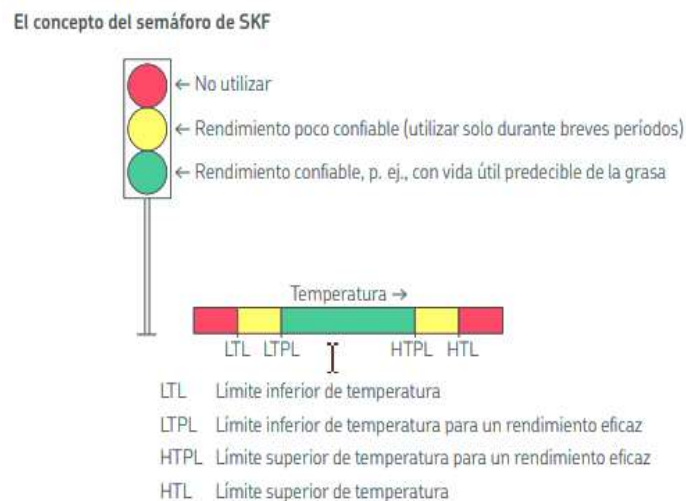 El concepto del semáforo de SKF
← No utilizar
← Rendimiento poco confiable (utilizar solo durante breves períodos)
← Rendimiento confiable, p. ej., con vida útil predecible de la grasa
Temperatura →
LTL LTPL HTPL HTL
LTL Límite inferior de temperatura
LTPL Límite inferior de temperatura para un rendimiento eficaz
HTPL Límite superior de temperatura para un rendimiento eficaz
HTL Límite superior de temperatura